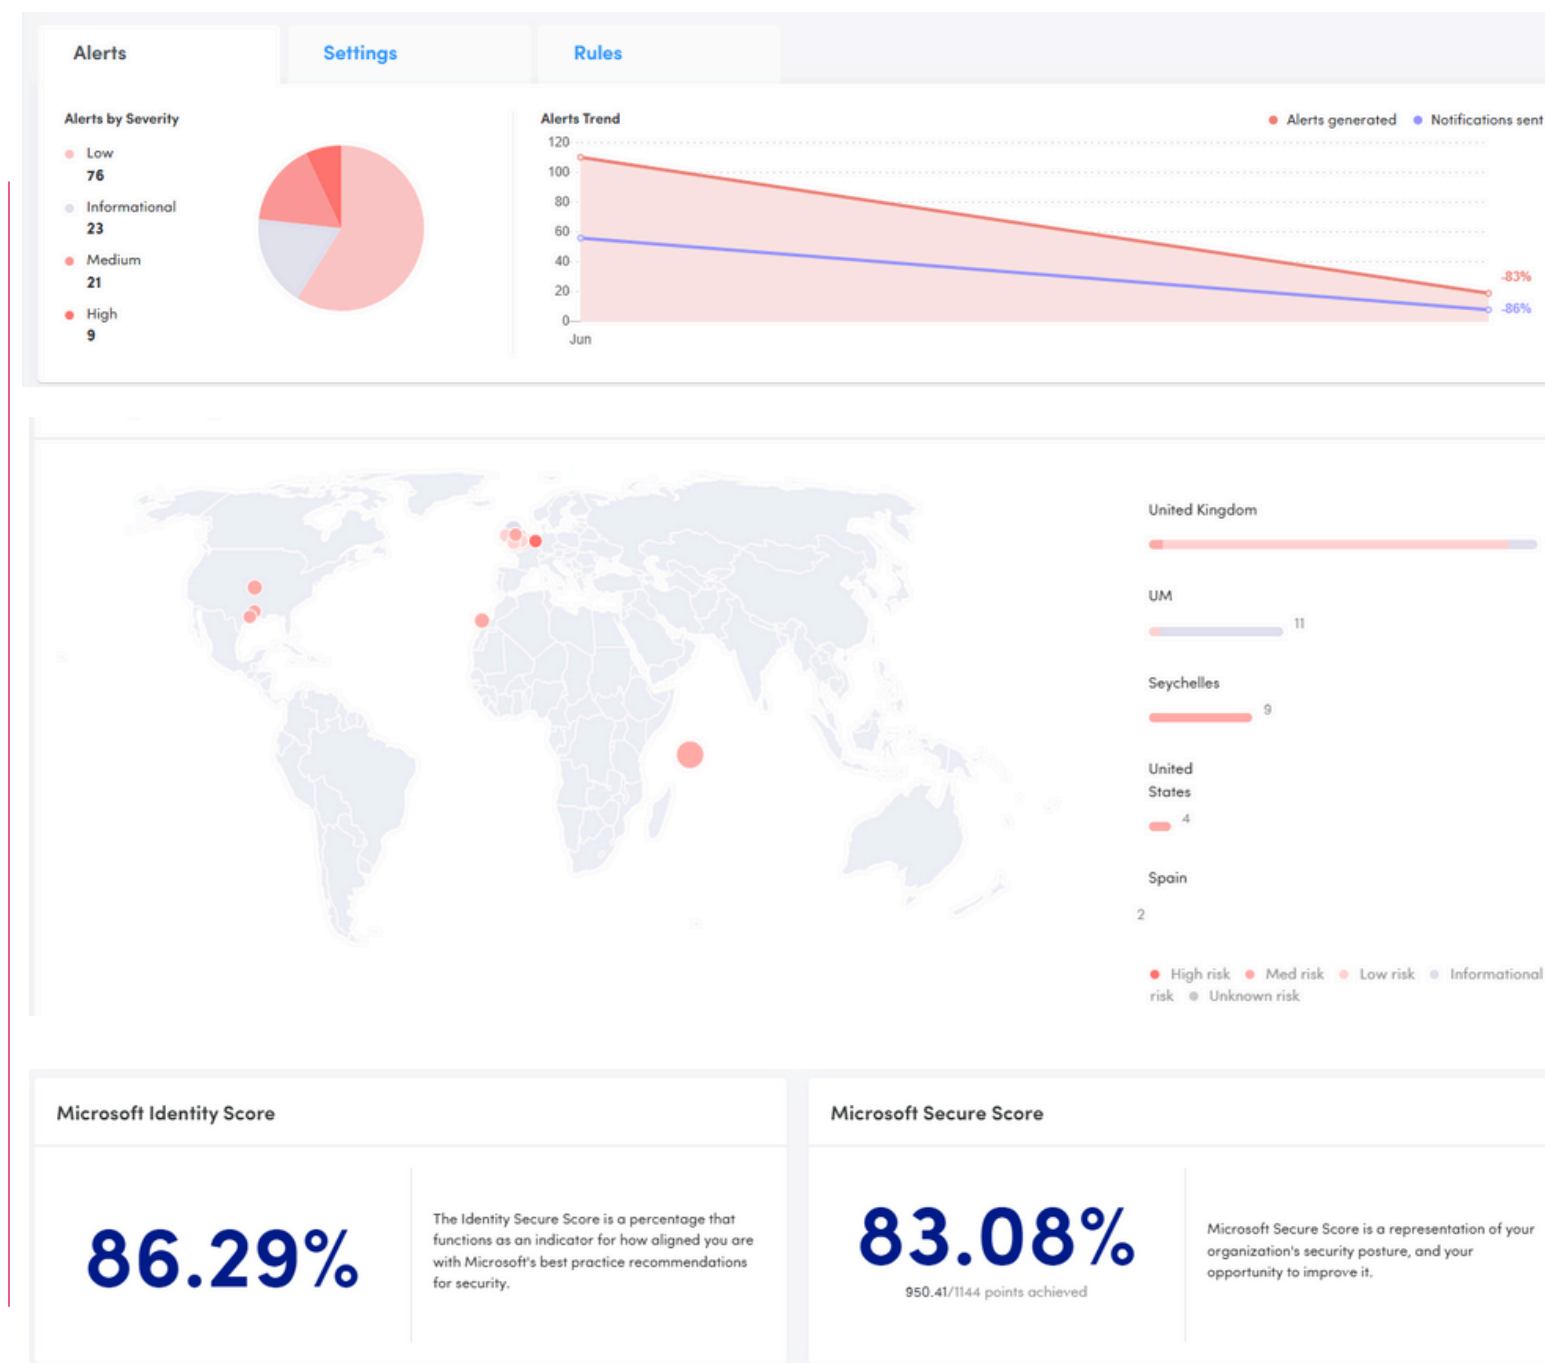 Alerts
Settings
Rules
Alerts by Severity
Low
76
Informational
23
Medium
21
High
9
Alerts Trend
Alerts generated
Notifications sent
120
100
80
60
40
20
0
Jun
-83%
-86%
United Kingdom
UM
11
Seychelles
9
United
States
4
Spain
2
High risk Med risk Low risk Informational
risk Unknown risk
Microsoft Identity Score
86.29%
The Identity Secure Score is a percentage that
functions as an indicator for how aligned you are
with Microsoft's best practice recommendations
for security.
Microsoft Secure Score
83.08%
950.41/1144 points achieved
Microsoft Secure Score is a representation of your
organization's security posture, and your
opportunity to improve it.